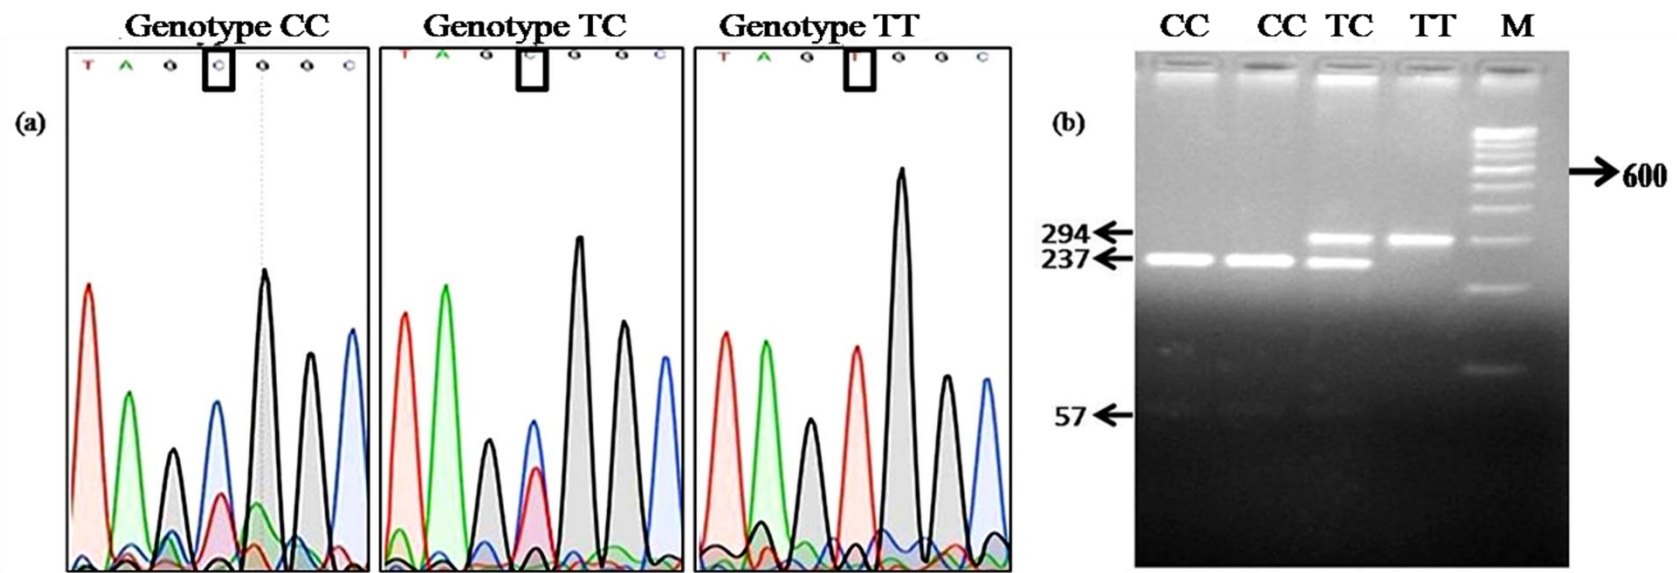 Genotype CC
Genotype TC
Genotype TT
CC CC TC TT M
T A G C G G C
T A G C G G C
T A G T G G C
(a)
(b)
600
294
237
57